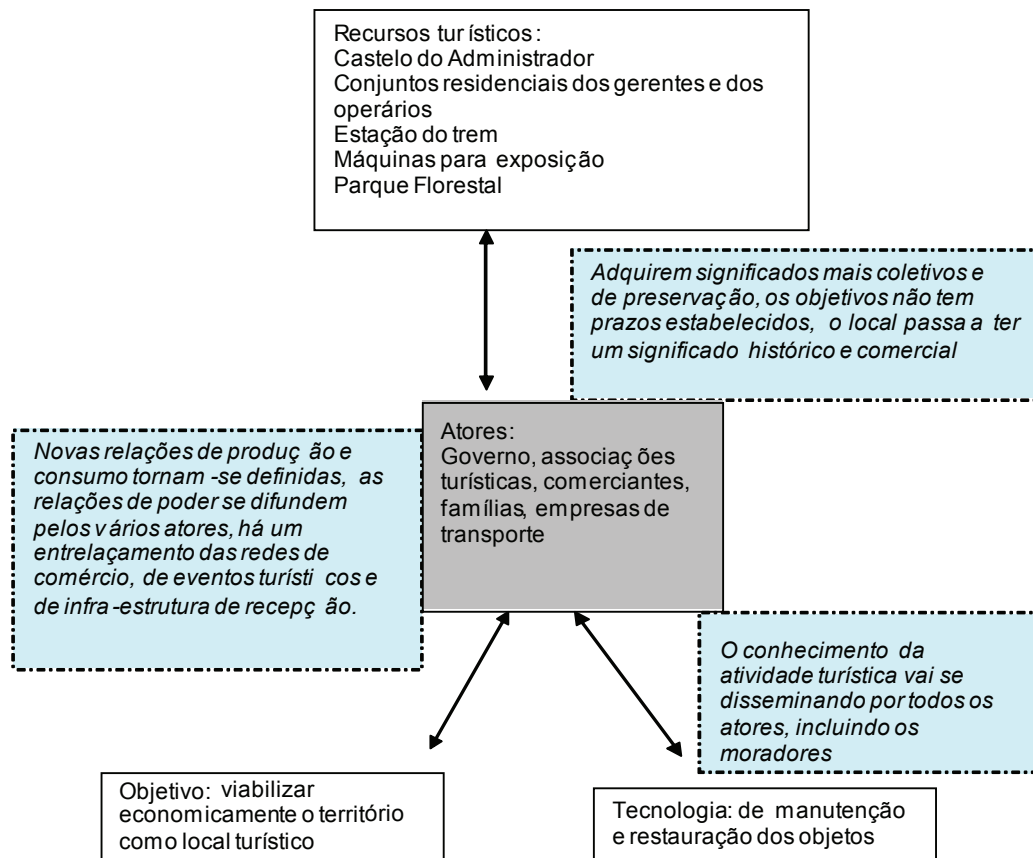 Recursos turísticos:
Castelo do Administrador
Conjuntos residenciais dos gerentes e dos
operários
Estação do trem
Máquinas para exposição
Parque Florestal
Adquirem significados mais coletivos e
de preservação, os objetivos não tem
prazos estabelecidos, o local passa a ter
um significado histórico e comercial
Atores:
Governo, associações
turísticas, comerciantes,
famílias, empresas de
transporte
Novas relações de produção e
consumo tornam-se definidas, as
relações de poder se difundem
pelos vários atores, há um
entrelaçamento das redes de
comércio, de eventos turísticos e
de infra-estrutura de recepção.
O conhecimento da
atividade turística vai se
disseminando por todos os
atores, incluindo os
moradores
Objetivo: viabilizar
economicamente o território
como local turístico
Tecnologia: de manutenção
e restauração dos objetos